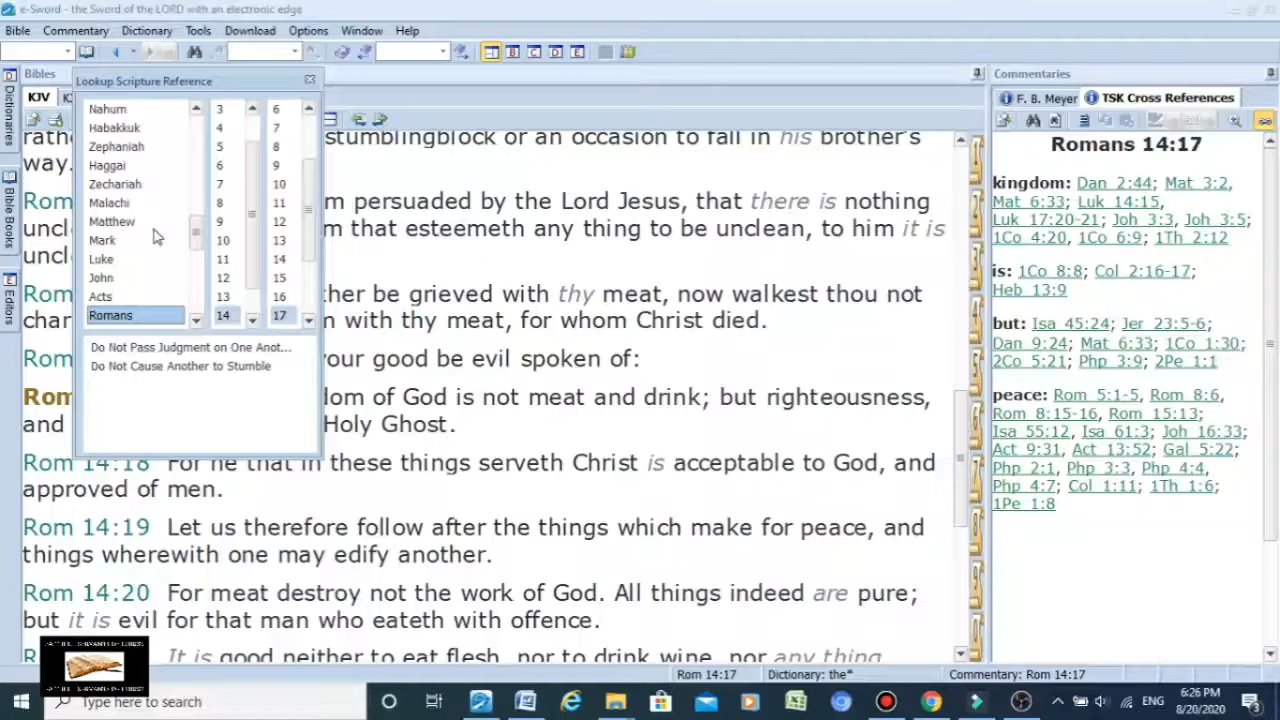 e-Sword - the Sword of the LORD with an electronic edge
Bible Commentary Dictionary Tools Download Options Window Help
B C D E
Bibles
KIV
Dictionaries
Bible Books
Editors
Lookup Scripture Reference
Nahum 3 6
Habakkuk 4 7
Zephaniah 5 8
Haggai 6 9
Zechariah 7 10
Malachi 8 11
Matthew 9 12
Mark 10 13
Luke 11 14
John 12 15
Acts 13 16
Romans 14 17
Do Not Pass Judgment on One Anot...
Do Not Cause Another to Stumble
rath stumblingblock or an occasion to fall in his brother's
way.
Rom m persuaded by the Lord Jesus, that there is nothing
uncl m that esteemeth any thing to be unclean, to him it is
uncl
Rom ther be grieved with thy meat, now walkest thou not
char m with thy meat, for whom Christ died.
Rom your good be evil spoken of:
Rom dom of God is not meat and drink; but righteousness,
and Holy Ghost.
Rom 14:18 For he that in these things serveth Christ is acceptable to God, and
approved of men.
Rom 14:19 Let us therefore follow after the things which make for peace, and
things wherewith one may edify another.
Rom 14:20 For meat destroy not the work of God. All things indeed are pure;
but it is evil for that man who eateth with offence.
It is good neither to eat flesh, nor to drink wine, nor any thing
Commentaries
F. B. Meyer TSK Cross References
Romans 14:17
kingdom: Dan 2:44; Mat 3:2,
Mat 6:33; Luk 14:15,
Luk 17:20-21; Joh 3:3, Joh 3:5;
1Co 4:20, 1Co 6:9; 1Th 2:12
is: 1Co 8:8; Col 2:16-17;
Heb 13:9
but: Isa 45:24; Jer 23:5-6;
Dan 9:24; Mat 6:33; 1Co 1:30;
2Co 5:21; Php 3:9; 2Pe 1:1
peace: Rom 5:1-5, Rom 8:6,
Rom 8:15-16, Rom 15:13;
Isa 55:12, Isa 61:3; Joh 16:33;
Act 9:31, Act 13:52; Gal 5:22;
Php 2:1, Php 3:3, Php 4:4,
Php 4:7; Col 1:11; 1Th 1:6;
1Pe 1:8
Rom 14:17 Dictionary: the* Commentary: Rom 14:17
Type here to search
ENG
6:26 PM
8/20/2020
3